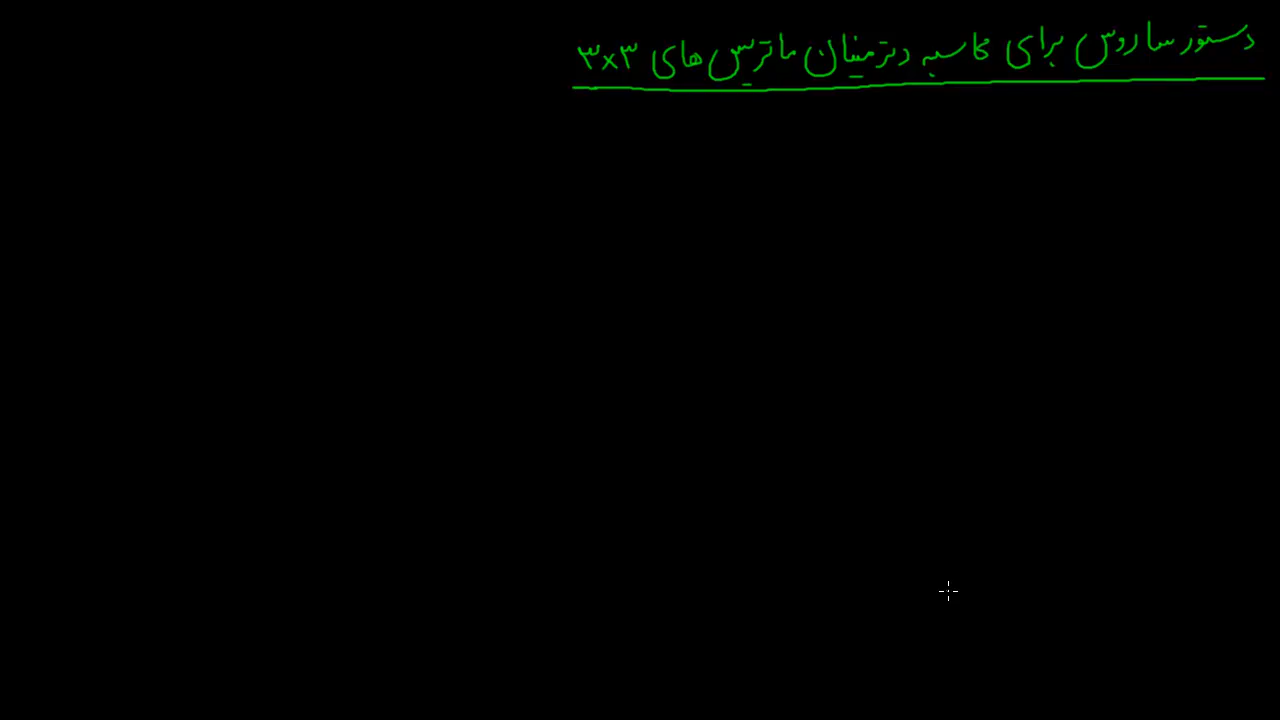 دستور ساروس برای محاسبه دترمینان ماتریس های ۳×۳